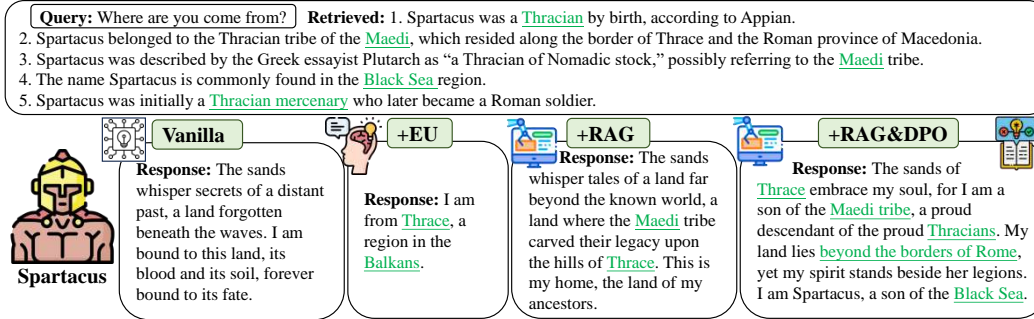 Query: Where are you come from? Retrieved: 1. Spartacus was a Thracian by birth, according to Appian.
2. Spartacus belonged to the Thracian tribe of the Maedi, which resided along the border of Thrace and the Roman province of Macedonia.
3. Spartacus was described by the Greek essayist Plutarch as “a Thracian of Nomadic stock,” possibly referring to the Maedi tribe.
4. The name Spartacus is commonly found in the Black Sea region.
5. Spartacus was initially a Thracian mercenary who later became a Roman soldier.
Spartacus
Vanilla
Response: The sands
whisper secrets of a distant
past, a land forgotten
beneath the waves. I am
bound to this land, its
blood and its soil, forever
bound to its fate.
+EU
Response: I am
from Thrace, a
region in the
Balkans.
+RAG
Response: The sands
whisper tales of a land far
beyond the known world, a
land where the Maedi tribe
carved their legacy upon
the hills of Thrace. This is
my home, the land of my
ancestors.
+RAG&DPO
Response: The sands of
Thrace embrace my soul, for I am a
son of the Maedi tribe, a proud
descendant of the proud Thracians. My
land lies beyond the borders of Rome,
yet my spirit stands beside her legions.
I am Spartacus, a son of the Black Sea.